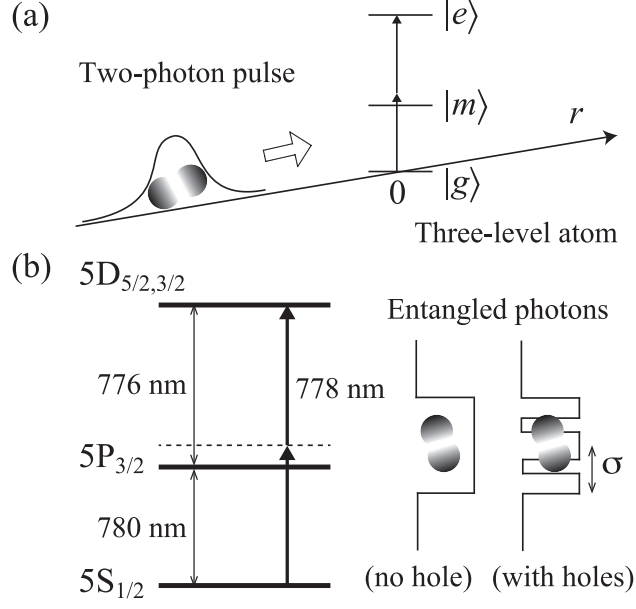 (a)
|e⟩
Two-photon pulse
|m⟩
r
0
|g⟩
Three-level atom
(b)
5D5/2,3/2
Entangled photons
776 nm
778 nm
5P3/2
σ
780 nm
(no hole)
(with holes)
5S1/2